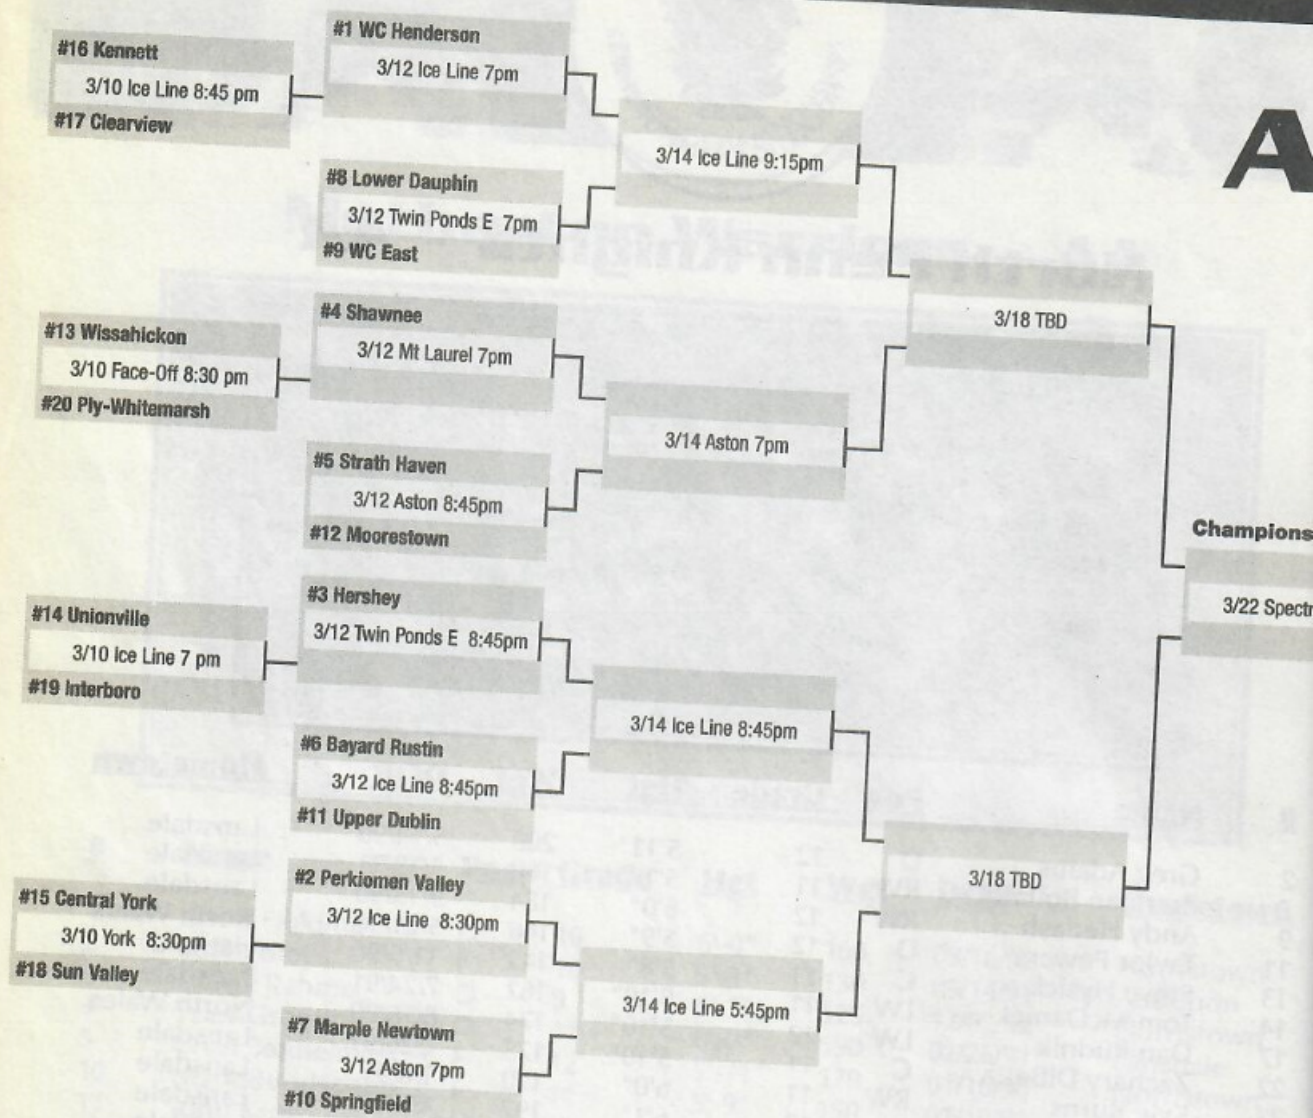 #16 Kennett
3/10 Ice Line 8:45 pm
#17 Clearview
#1 WC Henderson
3/12 Ice Line 7pm
#8 Lower Dauphin
3/12 Twin Ponds E 7pm
#9 WC East
3/14 Ice Line 9:15pm
#13 Wissahickon
3/10 Face-Off 8:30 pm
#20 Ply-Whitemarsh
#4 Shawnee
3/12 Mt Laurel 7pm
#5 Strath Haven
3/12 Aston 8:45pm
#12 Moorestown
3/14 Aston 7pm
3/18 TBD
#14 Unionville
3/10 Ice Line 7 pm
#19 Interboro
#3 Hershey
3/12 Twin Ponds E 8:45pm
#6 Bayard Rustin
3/12 Ice Line 8:45pm
#11 Upper Dublin
3/14 Ice Line 8:45pm
#15 Central York
3/10 York 8:30pm
#18 Sun Valley
#2 Perkiomen Valley
3/12 Ice Line 8:30pm
#7 Marple Newtown
3/12 Aston 7pm
#10 Springfield
3/14 Ice Line 5:45pm
3/18 TBD
Champions
3/22 Spectr
A